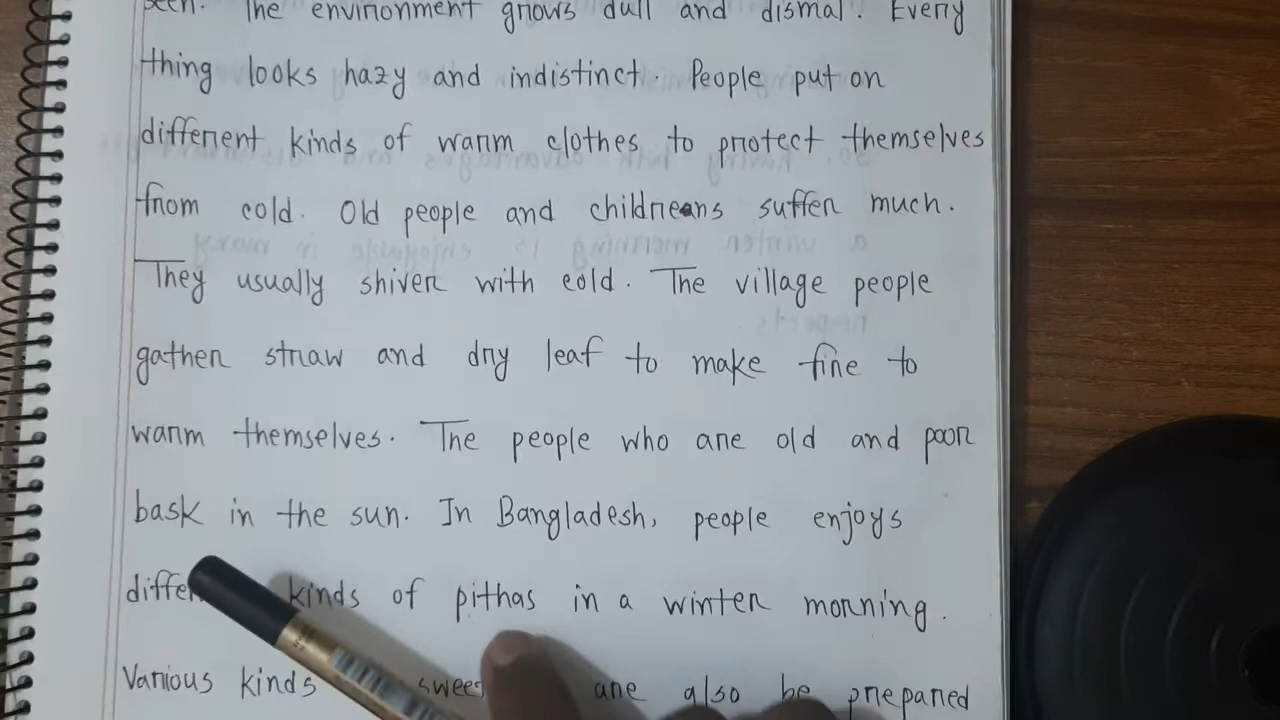 seen. The environment grows dull and dismal. Every
thing looks hazy and indistinct. People put on
different kinds of warm clothes to protect themselves
from cold. Old people and childreans suffer much.
They usually shiver with cold. The village people
gather straw and dry leaf to make fire to
warm themselves. The people who are old and poor
bask in the sun. In Bangladesh, people enjoys
kinds of pithas in a winter morning.
Various kinds are also be prepared